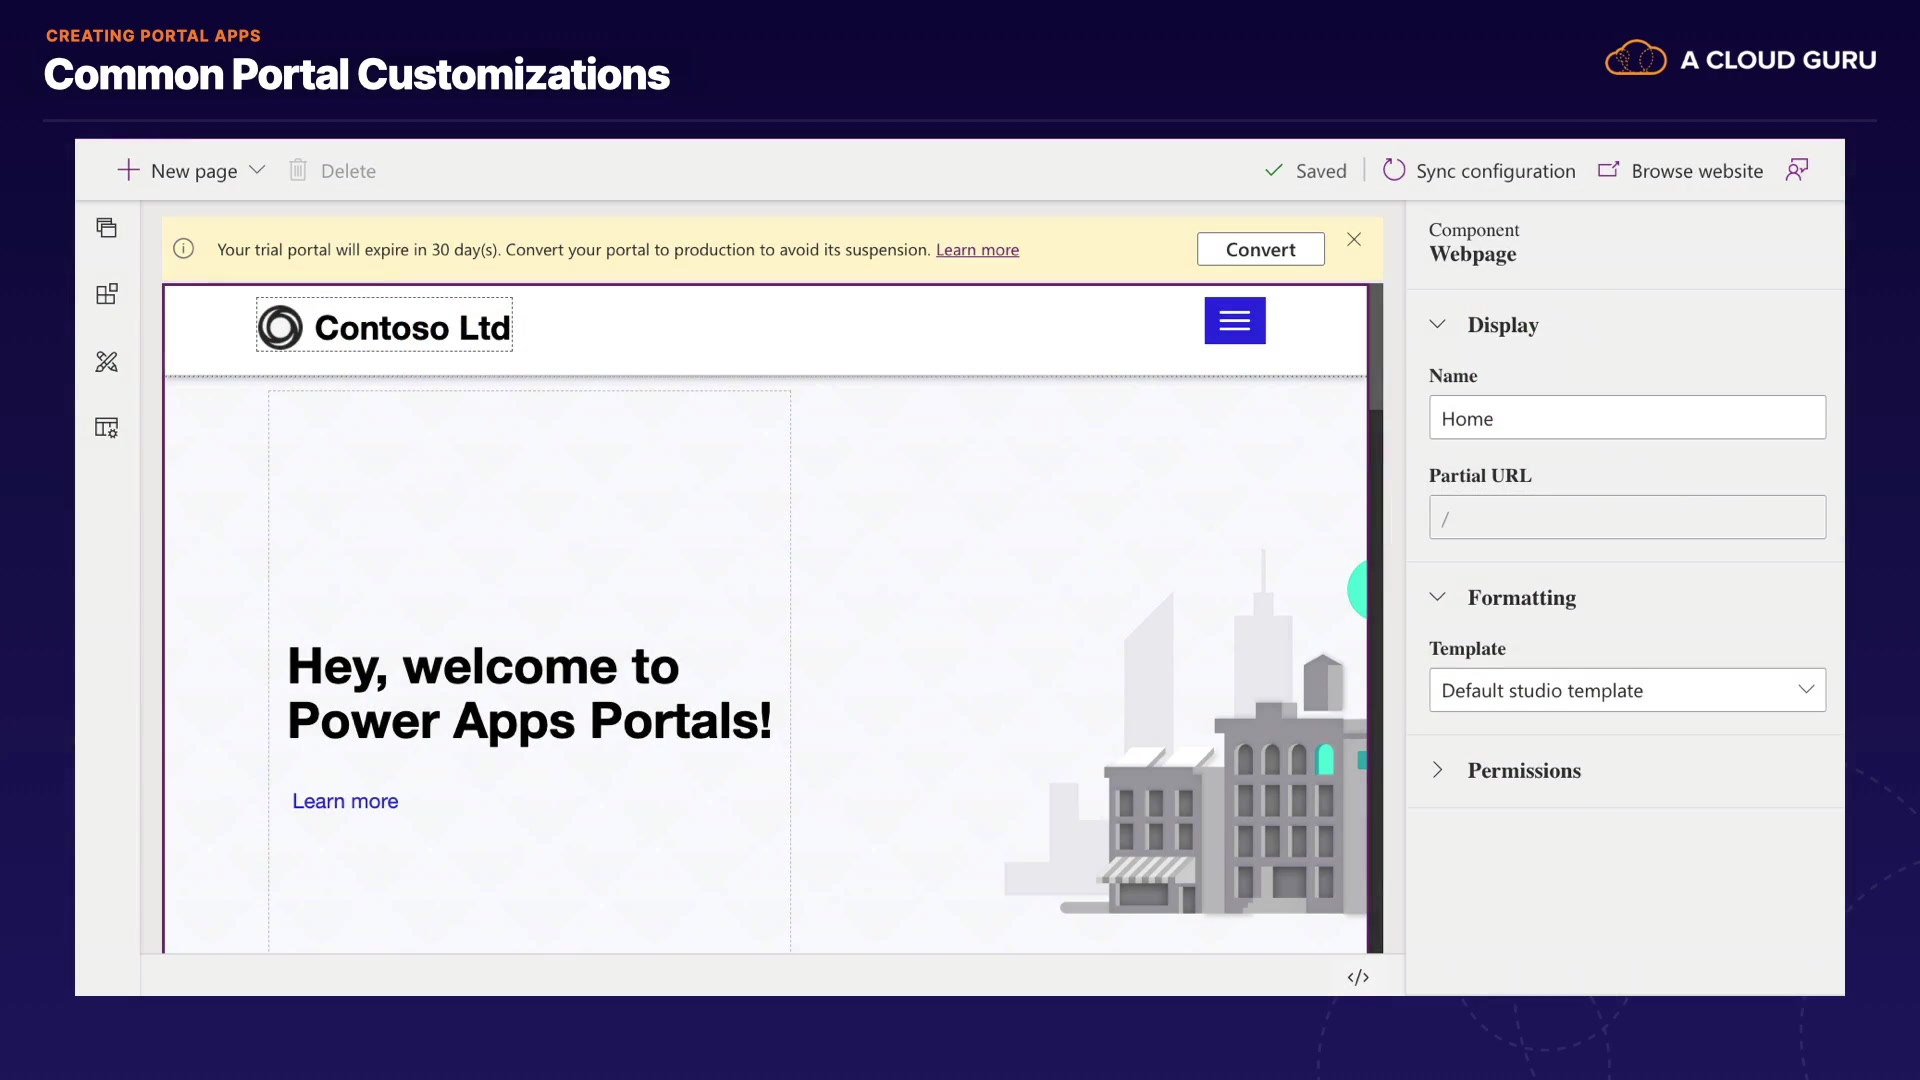 CREATING PORTAL APPS
Common Portal Customizations
A CLOUD GURU
New page
Delete
Saved
Sync configuration
Browse website
Your trial portal will expire in 30 day(s). Convert your portal to production to avoid its suspension. Learn more
Convert
Contoso Ltd
Hey, welcome to
Power Apps Portals!
Learn more
</>
Component
Webpage
Display
Name
Home
Partial URL
/
Formatting
Template
Default studio template
Permissions